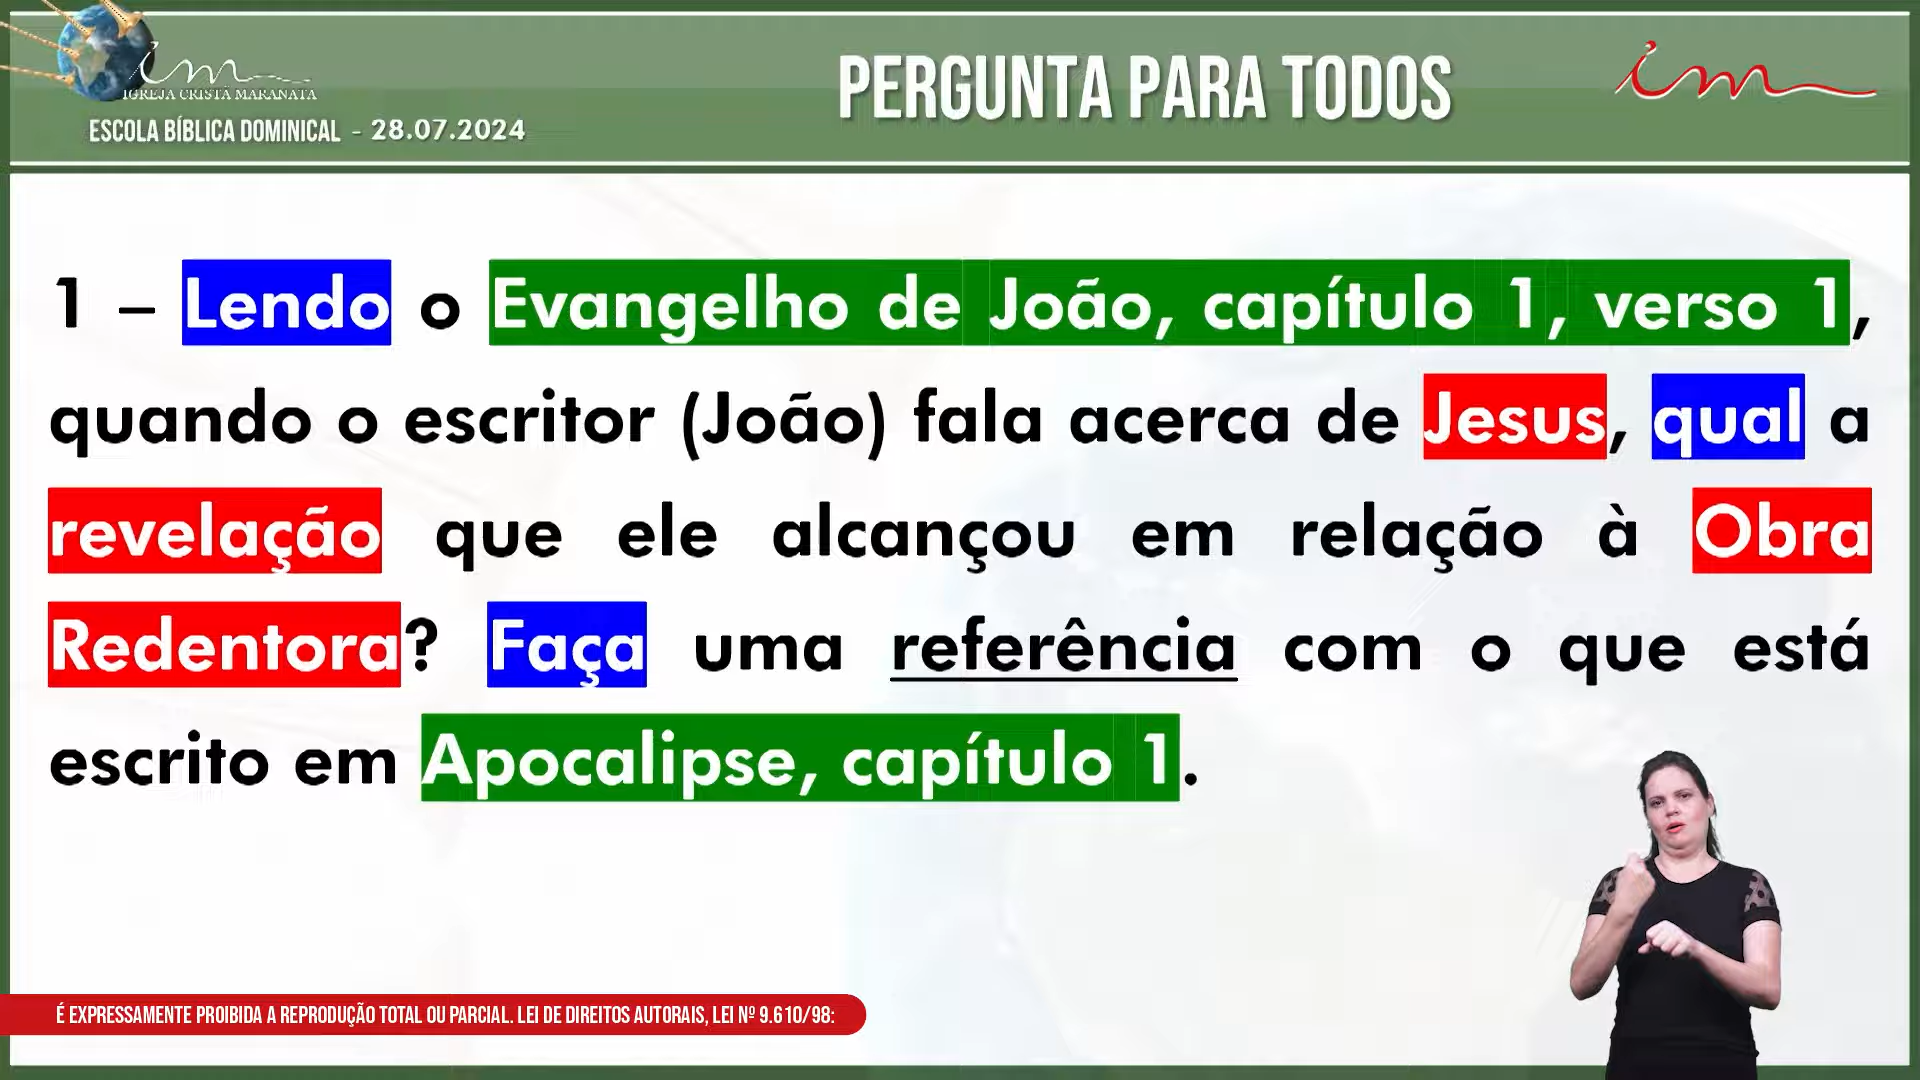 im
IGREJA CRISTÃ MARANATA
ESCOLA BÍBLICA DOMINICAL - 28.07.2024
PERGUNTA PARA TODOS
im
1 – Lendo o Evangelho de João, capítulo 1, verso 1,
quando o escritor (João) fala acerca de Jesus, qual a
revelação que ele alcançou em relação à Obra
Redentora? Faça uma referência com o que está
escrito em Apocalipse, capítulo 1.
É EXPRESSAMENTE PROIBIDA A REPRODUÇÃO TOTAL OU PARCIAL. LEI DE DIREITOS AUTORAIS, LEI Nº 9.610/98: